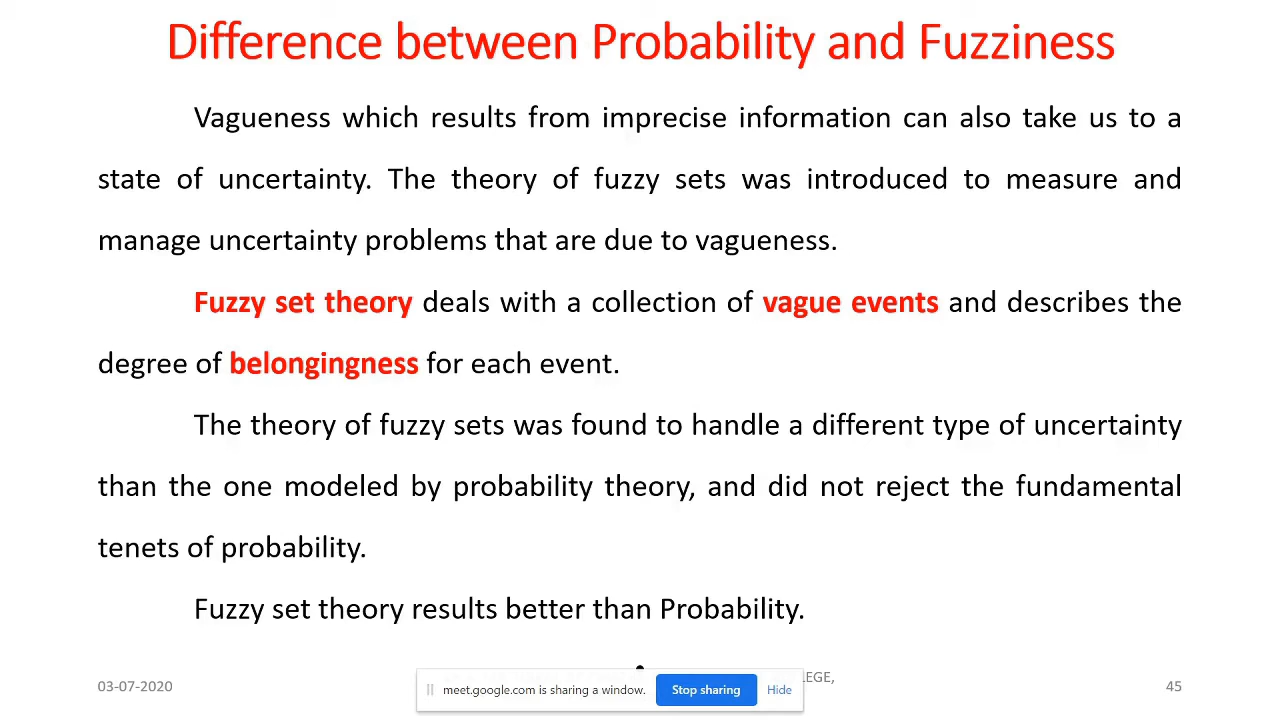 Difference between Probability and Fuzziness
Vagueness which results from imprecise information can also take us to a
state of uncertainty. The theory of fuzzy sets was introduced to measure and
manage uncertainty problems that are due to vagueness.
Fuzzy set theory deals with a collection of vague events and describes the
degree of belongingness for each event.
The theory of fuzzy sets was found to handle a different type of uncertainty
than the one modeled by probability theory, and did not reject the fundamental
tenets of probability.
Fuzzy set theory results better than Probability.
03-07-2020
meet.google.com is sharing a window. Stop sharing Hide
45